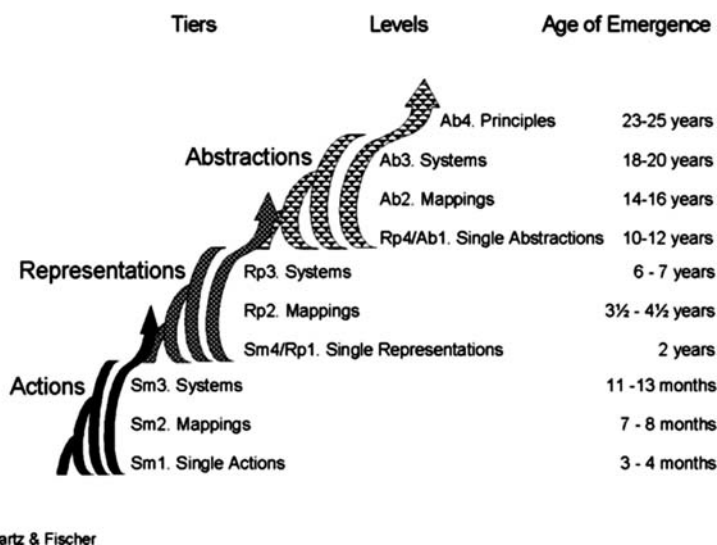 Tiers Levels Age of Emergence
Ab4. Principles 23-25 years
Abstractions
Ab3. Systems 18-20 years
Ab2. Mappings 14-16 years
Rp4/Ab1. Single Abstractions 10-12 years
Representations
Rp3. Systems 6 - 7 years
Rp2. Mappings 3½ - 4½ years
Sm4/Rp1. Single Representations 2 years
Actions
Sm3. Systems 11 -13 months
Sm2. Mappings 7 - 8 months
Sm1. Single Actions 3 - 4 months
& Fischer